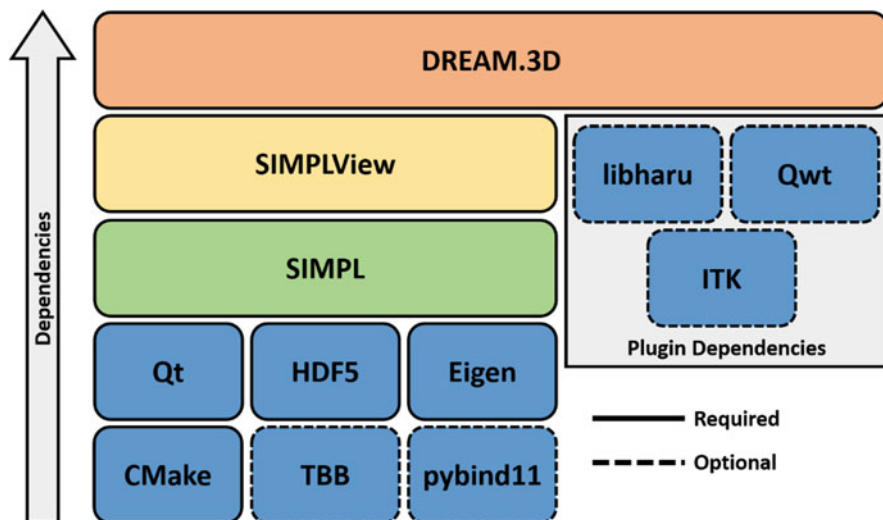 DREAM.3D
SIMPLView
libharu
Qwt
SIMPL
ITK
Plugin Dependencies
Qt
HDF5
Eigen
CMake
TBB
pybind11
Required
Optional
Dependencies